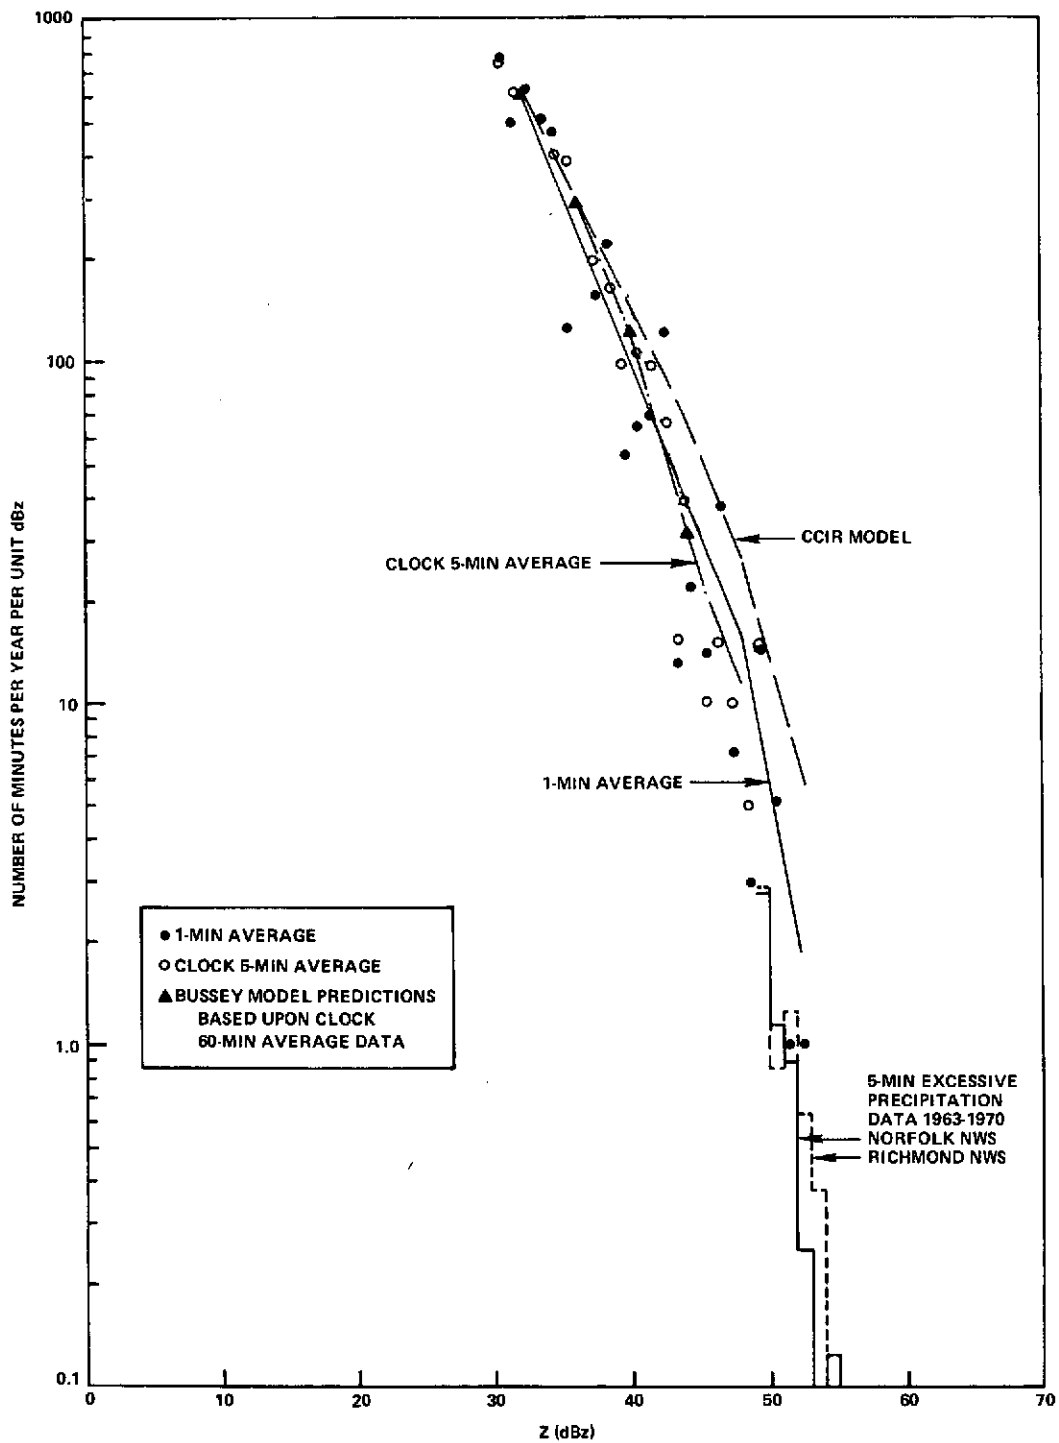 1000
100
10
1.0
0.1
NUMBER OF MINUTES PER YEAR PER UNIT dBz
CCIR MODEL
CLOCK 5-MIN AVERAGE
1-MIN AVERAGE
1-MIN AVERAGE
CLOCK 5-MIN AVERAGE
BUSSEY MODEL PREDICTIONS
BASED UPON CLOCK
60-MIN AVERAGE DATA
5-MIN EXCESSIVE
PRECIPITATION
DATA 1963-1970
NORFOLK NWS
RICHMOND NWS
0 10 20 30 40 50 60 70
Z (dBz)